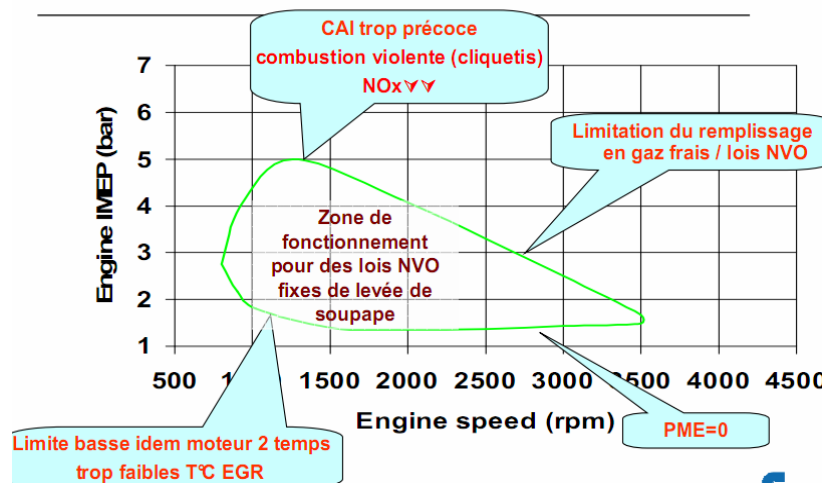 CAI trop précoce
combustion violente (cliquetis)
NOx⮛⮛
7
6
5
4
3
2
1
Engine IMEP (bar)
Limitation du remplissage
en gaz frais / lois NVO
Zone de
fonctionnement
pour des lois NVO
fixes de levée de
soupape
500 1500 2000 2500 3000 4000 4500
Engine speed (rpm)
Limite basse idem moteur 2 temps
trop faibles T°C EGR
PME=0